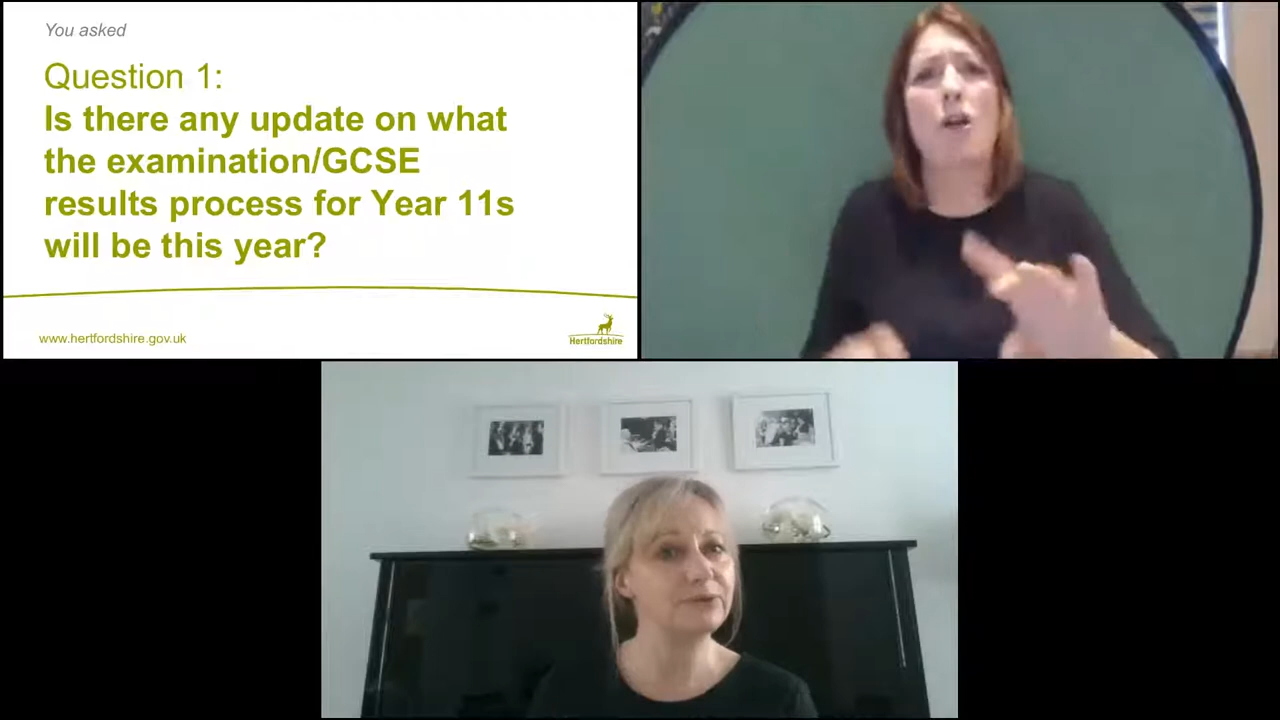 You asked
Question 1:
Is there any update on what
the examination/GCSE
results process for Year 11s
will be this year?
www.hertfordshire.gov.uk
Hertfordshire